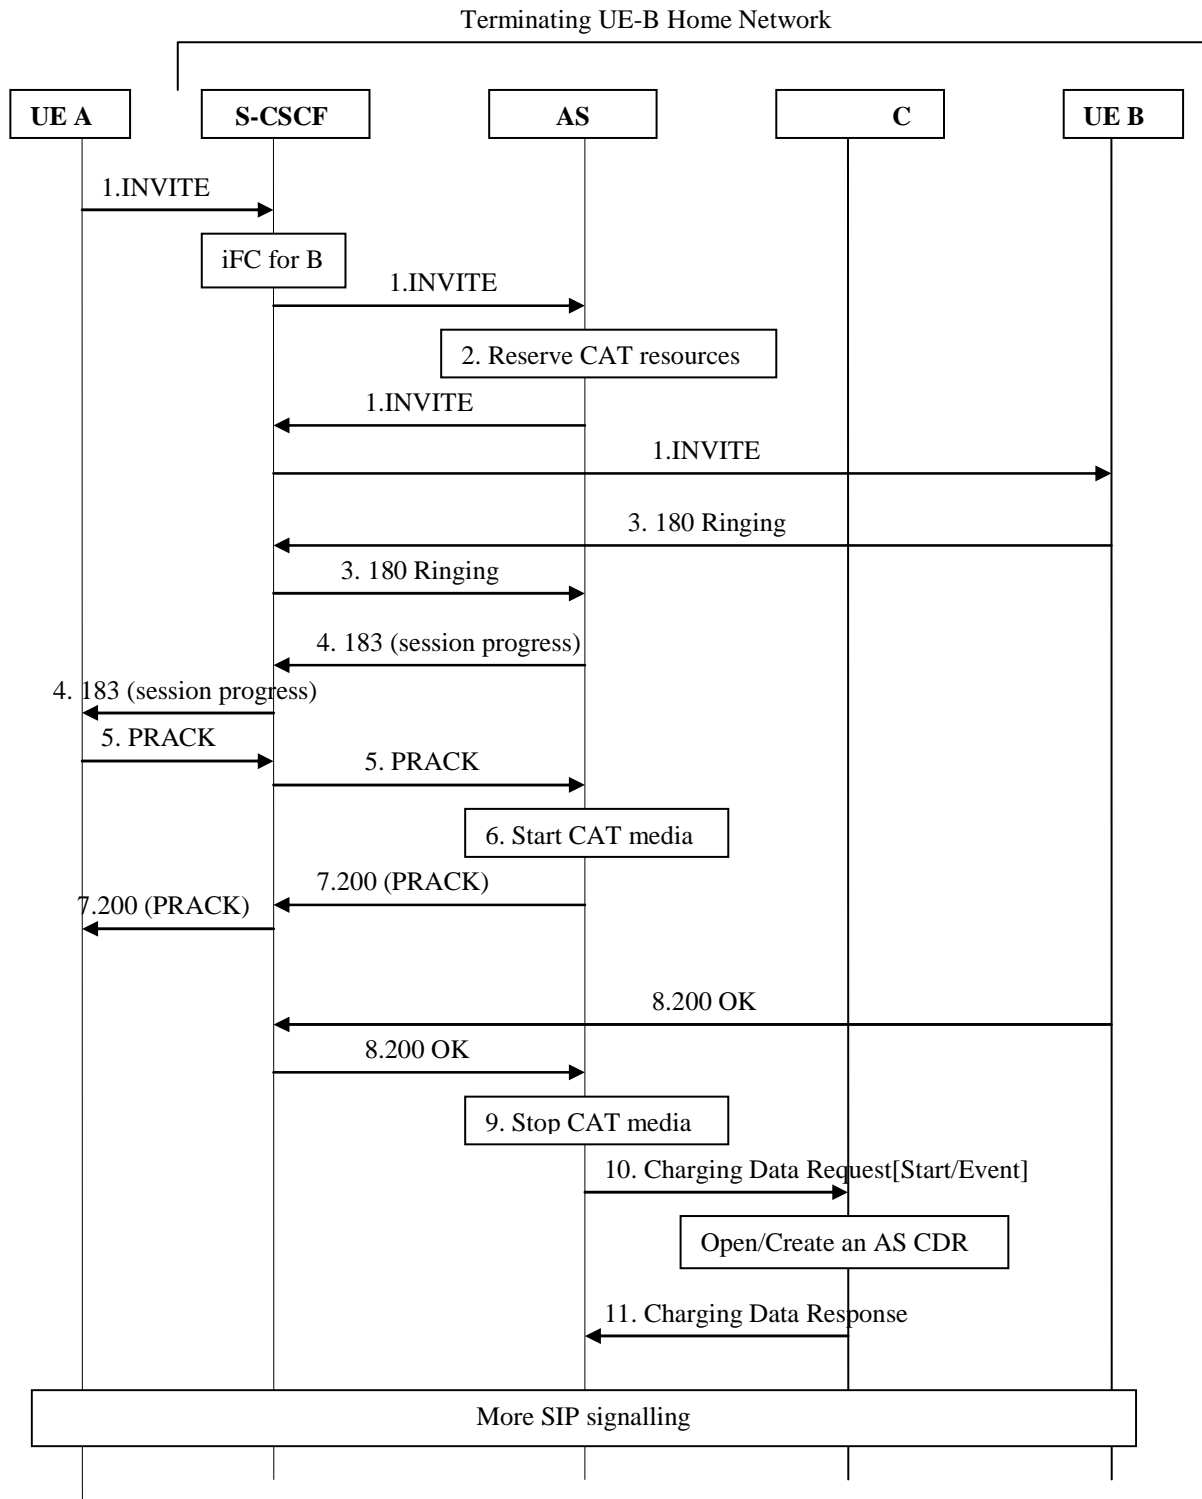 Terminating UE-B Home Network
UE A
S-CSCF
AS
C
UE B
1.INVITE
iFC for B
1.INVITE
2. Reserve CAT resources
1.INVITE
1.INVITE
3. 180 Ringing
3. 180 Ringing
4. 183 (session progress)
4. 183 (session progress)
5. PRACK
5. PRACK
6. Start CAT media
7.200 (PRACK)
7.200 (PRACK)
8.200 OK
8.200 OK
9. Stop CAT media
10. Charging Data Request[Start/Event]
Open/Create an AS CDR
11. Charging Data Response
More SIP signalling